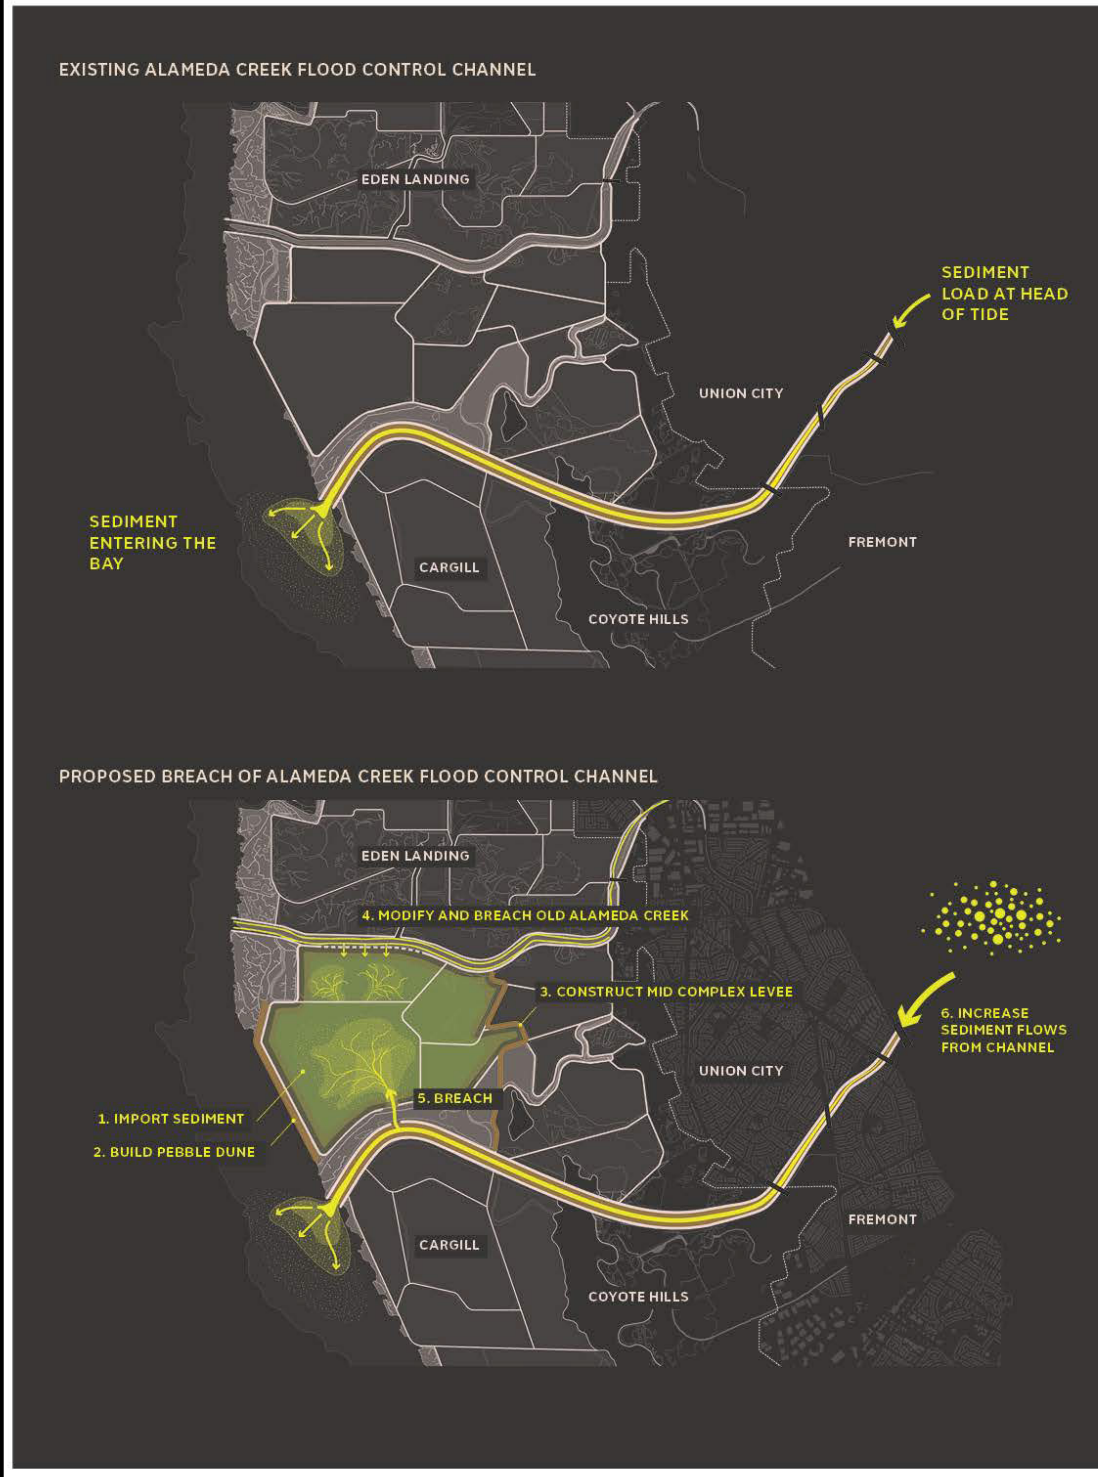 EXISTING ALAMEDA CREEK FLOOD CONTROL CHANNEL
EDEN LANDING
SEDIMENT
LOAD AT HEAD
OF TIDE
UNION CITY
SEDIMENT
ENTERING THE
BAY
FREMONT
CARGILL
COYOTE HILLS
PROPOSED BREACH OF ALAMEDA CREEK FLOOD CONTROL CHANNEL
EDEN LANDING
4. MODIFY AND BREACH OLD ALAMEDA CREEK
3. CONSTRUCT MID COMPLEX LEVEE
6. INCREASE
SEDIMENT FLOWS
FROM CHANNEL
UNION CITY
5. BREACH
1. IMPORT SEDIMENT
2. BUILD PEBBLE DUNE
FREMONT
CARGILL
COYOTE HILLS